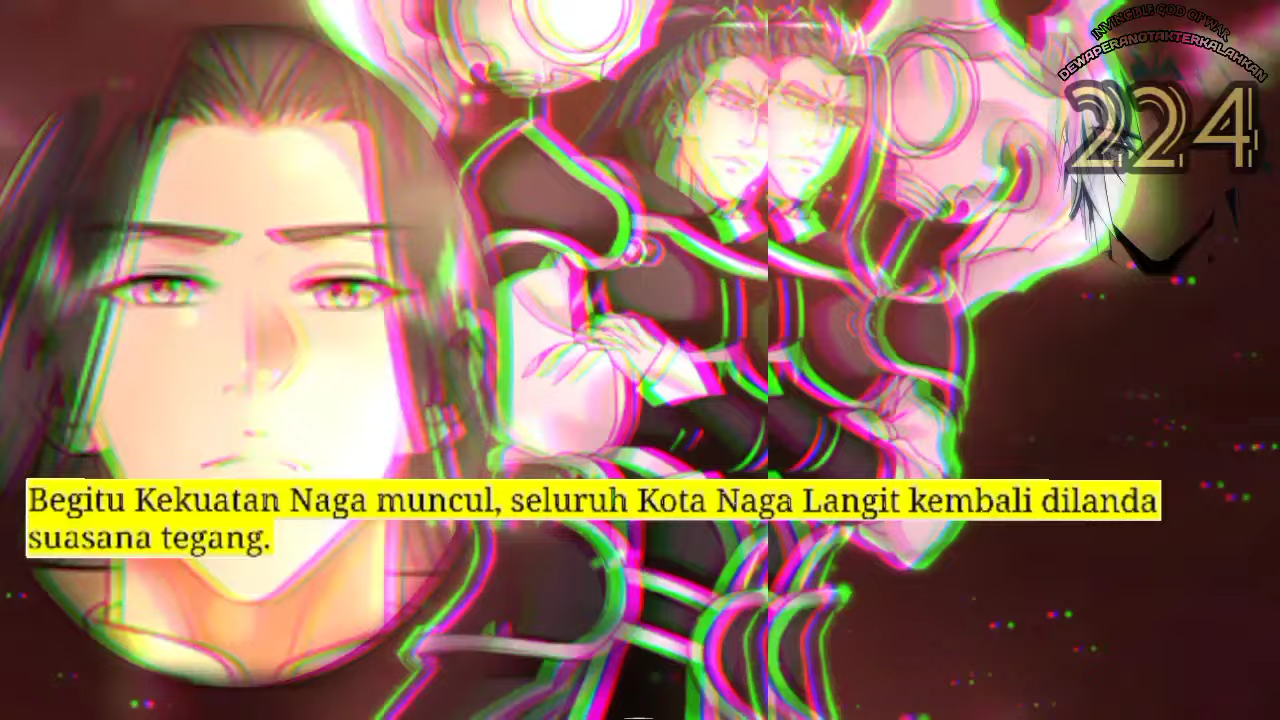 INVINCIBLE GOD OF WAR
DEWAPERANGTAKTERKALAHKAN
224
Begitu Kekuatan Naga muncul, seluruh Kota Naga Langit kembali dilanda
suasana tegang.